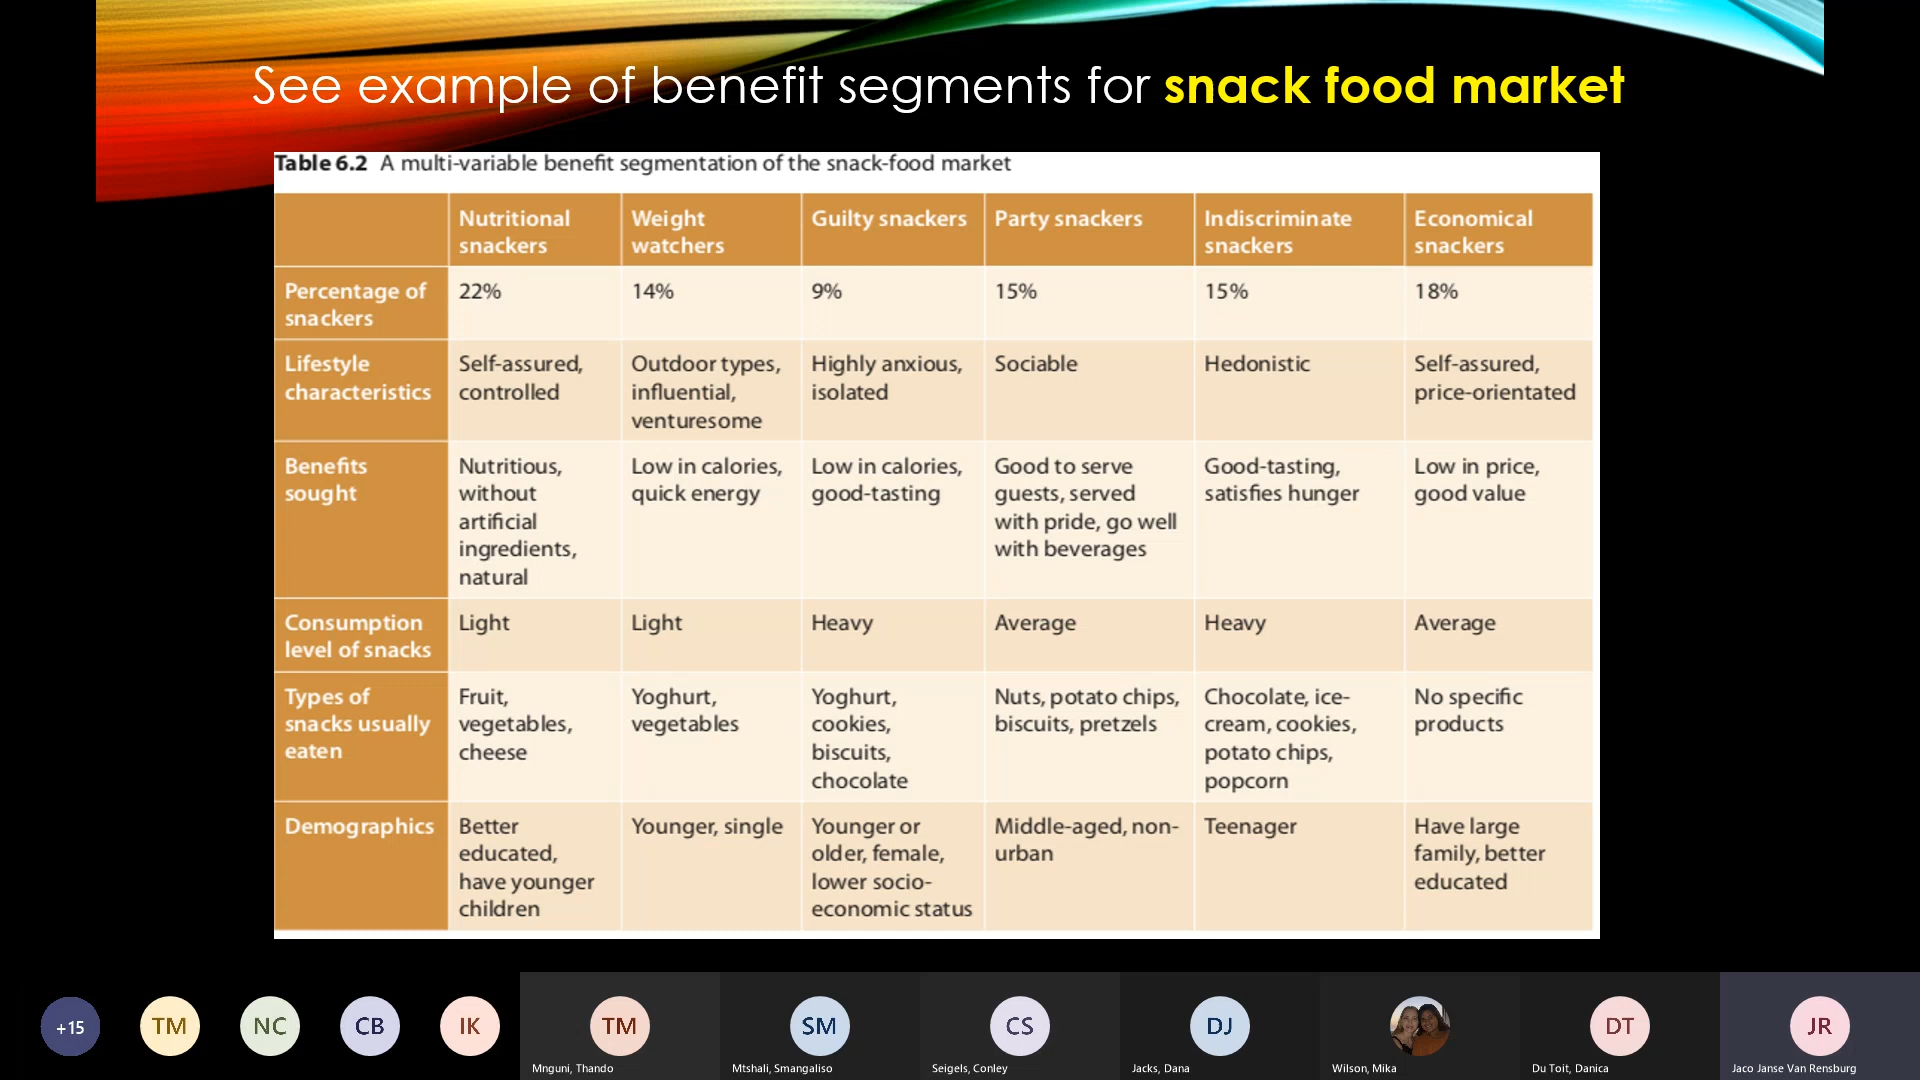 See example of benefit segments for snack food market
Table 6.2 A multi-variable benefit segmentation of the snack-food market
Nutritional snackers
Weight watchers
Guilty snackers
Party snackers
Indiscriminate snackers
Economical snackers
Percentage of snackers
22%
14%
9%
15%
15%
18%
Lifestyle characteristics
Self-assured, controlled
Outdoor types, influential, venturesome
Highly anxious, isolated
Sociable
Hedonistic
Self-assured, price-orientated
Benefits sought
Nutritious, without artificial ingredients, natural
Low in calories, quick energy
Low in calories, good-tasting
Good to serve guests, served with pride, go well with beverages
Good-tasting, satisfies hunger
Low in price, good value
Consumption level of snacks
Light
Light
Heavy
Average
Heavy
Average
Types of snacks usually eaten
Fruit, vegetables, cheese
Yoghurt, vegetables
Yoghurt, cookies, biscuits, chocolate
Nuts, potato chips, biscuits, pretzels
Chocolate, ice-cream, cookies, potato chips, popcorn
No specific products
Demographics
Better educated, have younger children
Younger, single
Younger or older, female, lower socio-economic status
Middle-aged, non-urban
Teenager
Have large family, better educated
+15
TM
NC
CB
IK
TM
SM
CS
DJ
DT
JR
Mnguni, Thando
Mtshali, Smangaliso
Seigels, Conley
Jacks, Dana
Wilson, Mika
Du Toit, Danica
Jaco Janse Van Rensburg